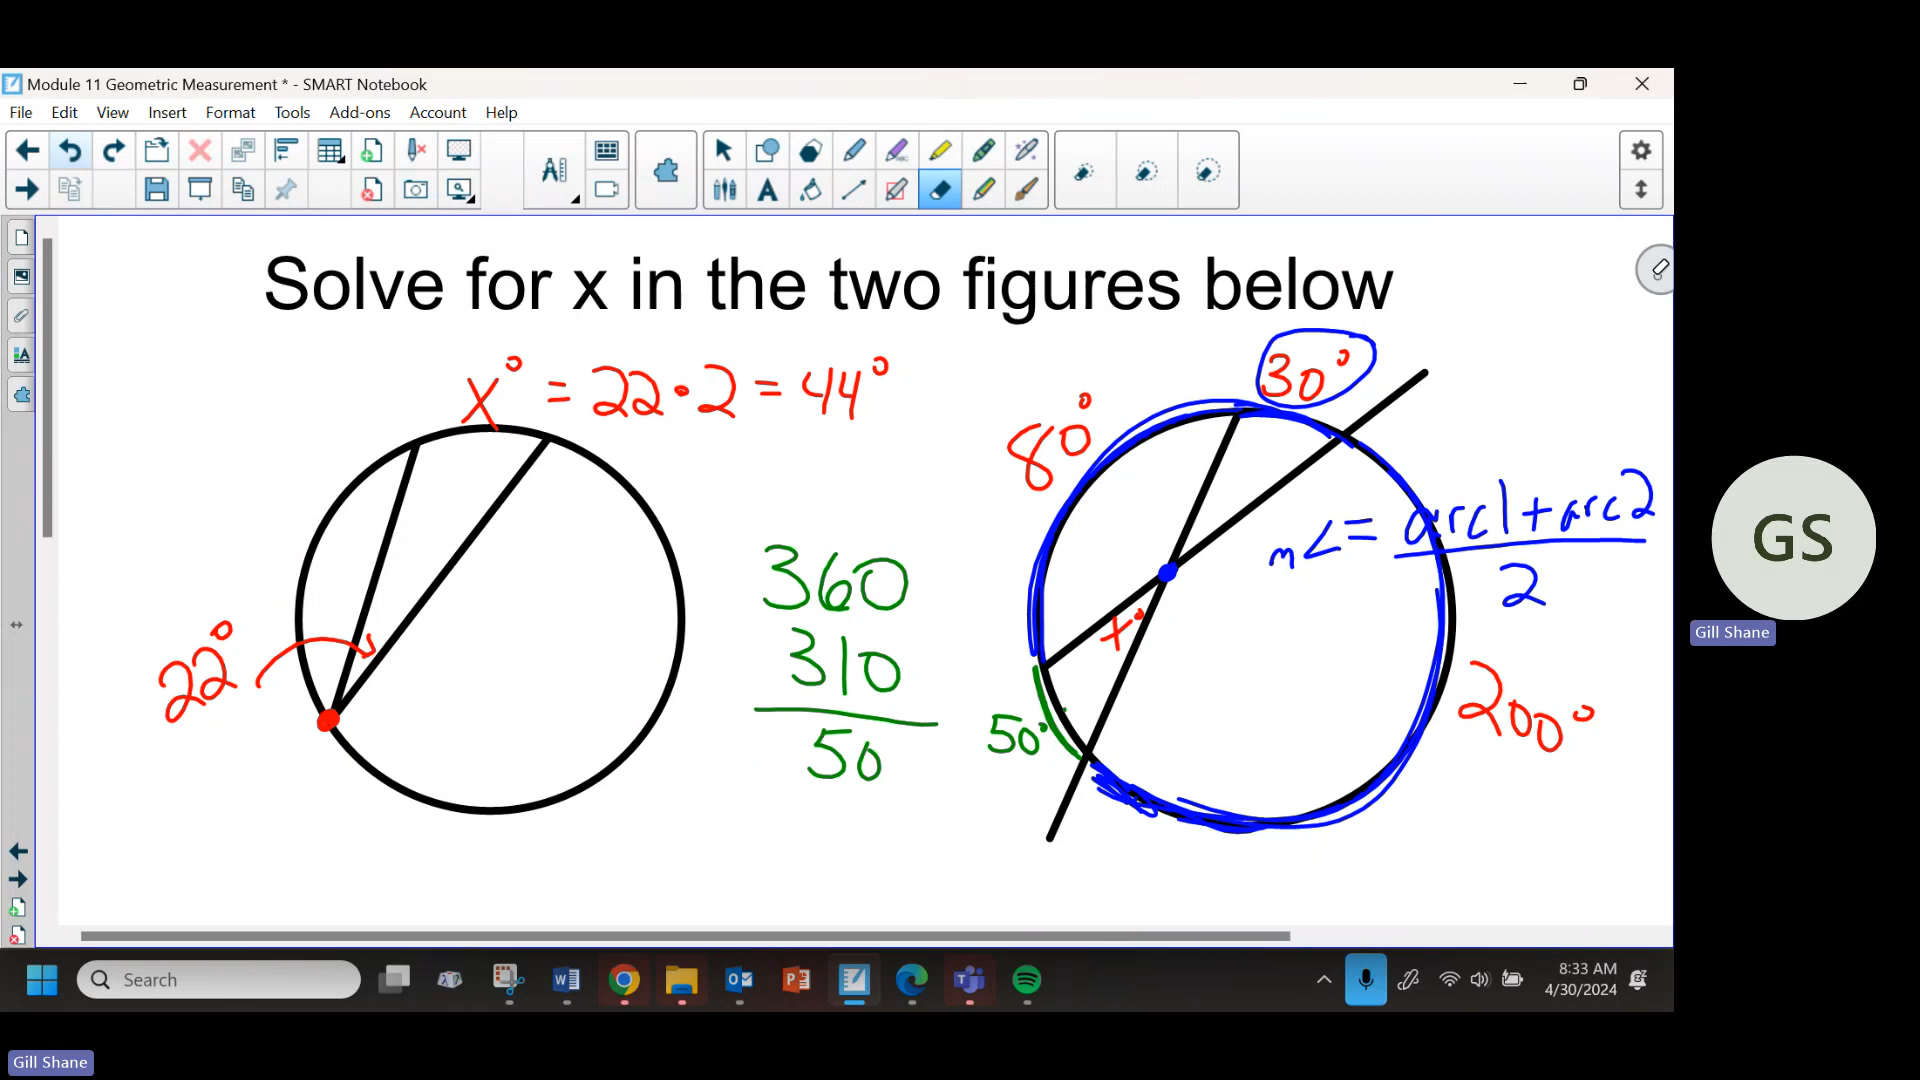 Module 11 Geometric Measurement * - SMART Notebook
File Edit View Insert Format Tools Add-ons Account Help
Solve for x in the two figures below
x° = 22 • 2 = 44°
22°
360
310
50
80°
30°
m∠ = arc1 + arc2
2
x°
50°
200°
GS
Gill Shane
Search
8:33 AM
4/30/2024
Gill Shane